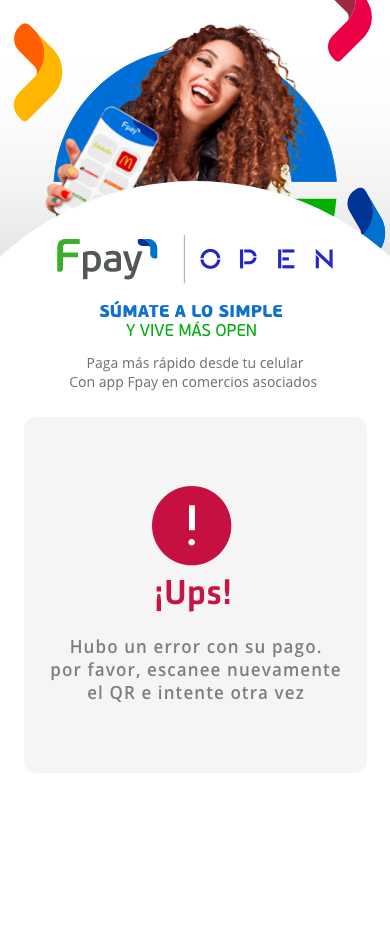 Fpay
Fpay
OPEN
SÚMATE A LO SIMPLE
Y VIVE MÁS OPEN
Paga más rápido desde tu celular
Con app Fpay en comercios asociados
!
¡Ups!
Hubo un error con su pago.
por favor, escanee nuevamente
el QR e intente otra vez